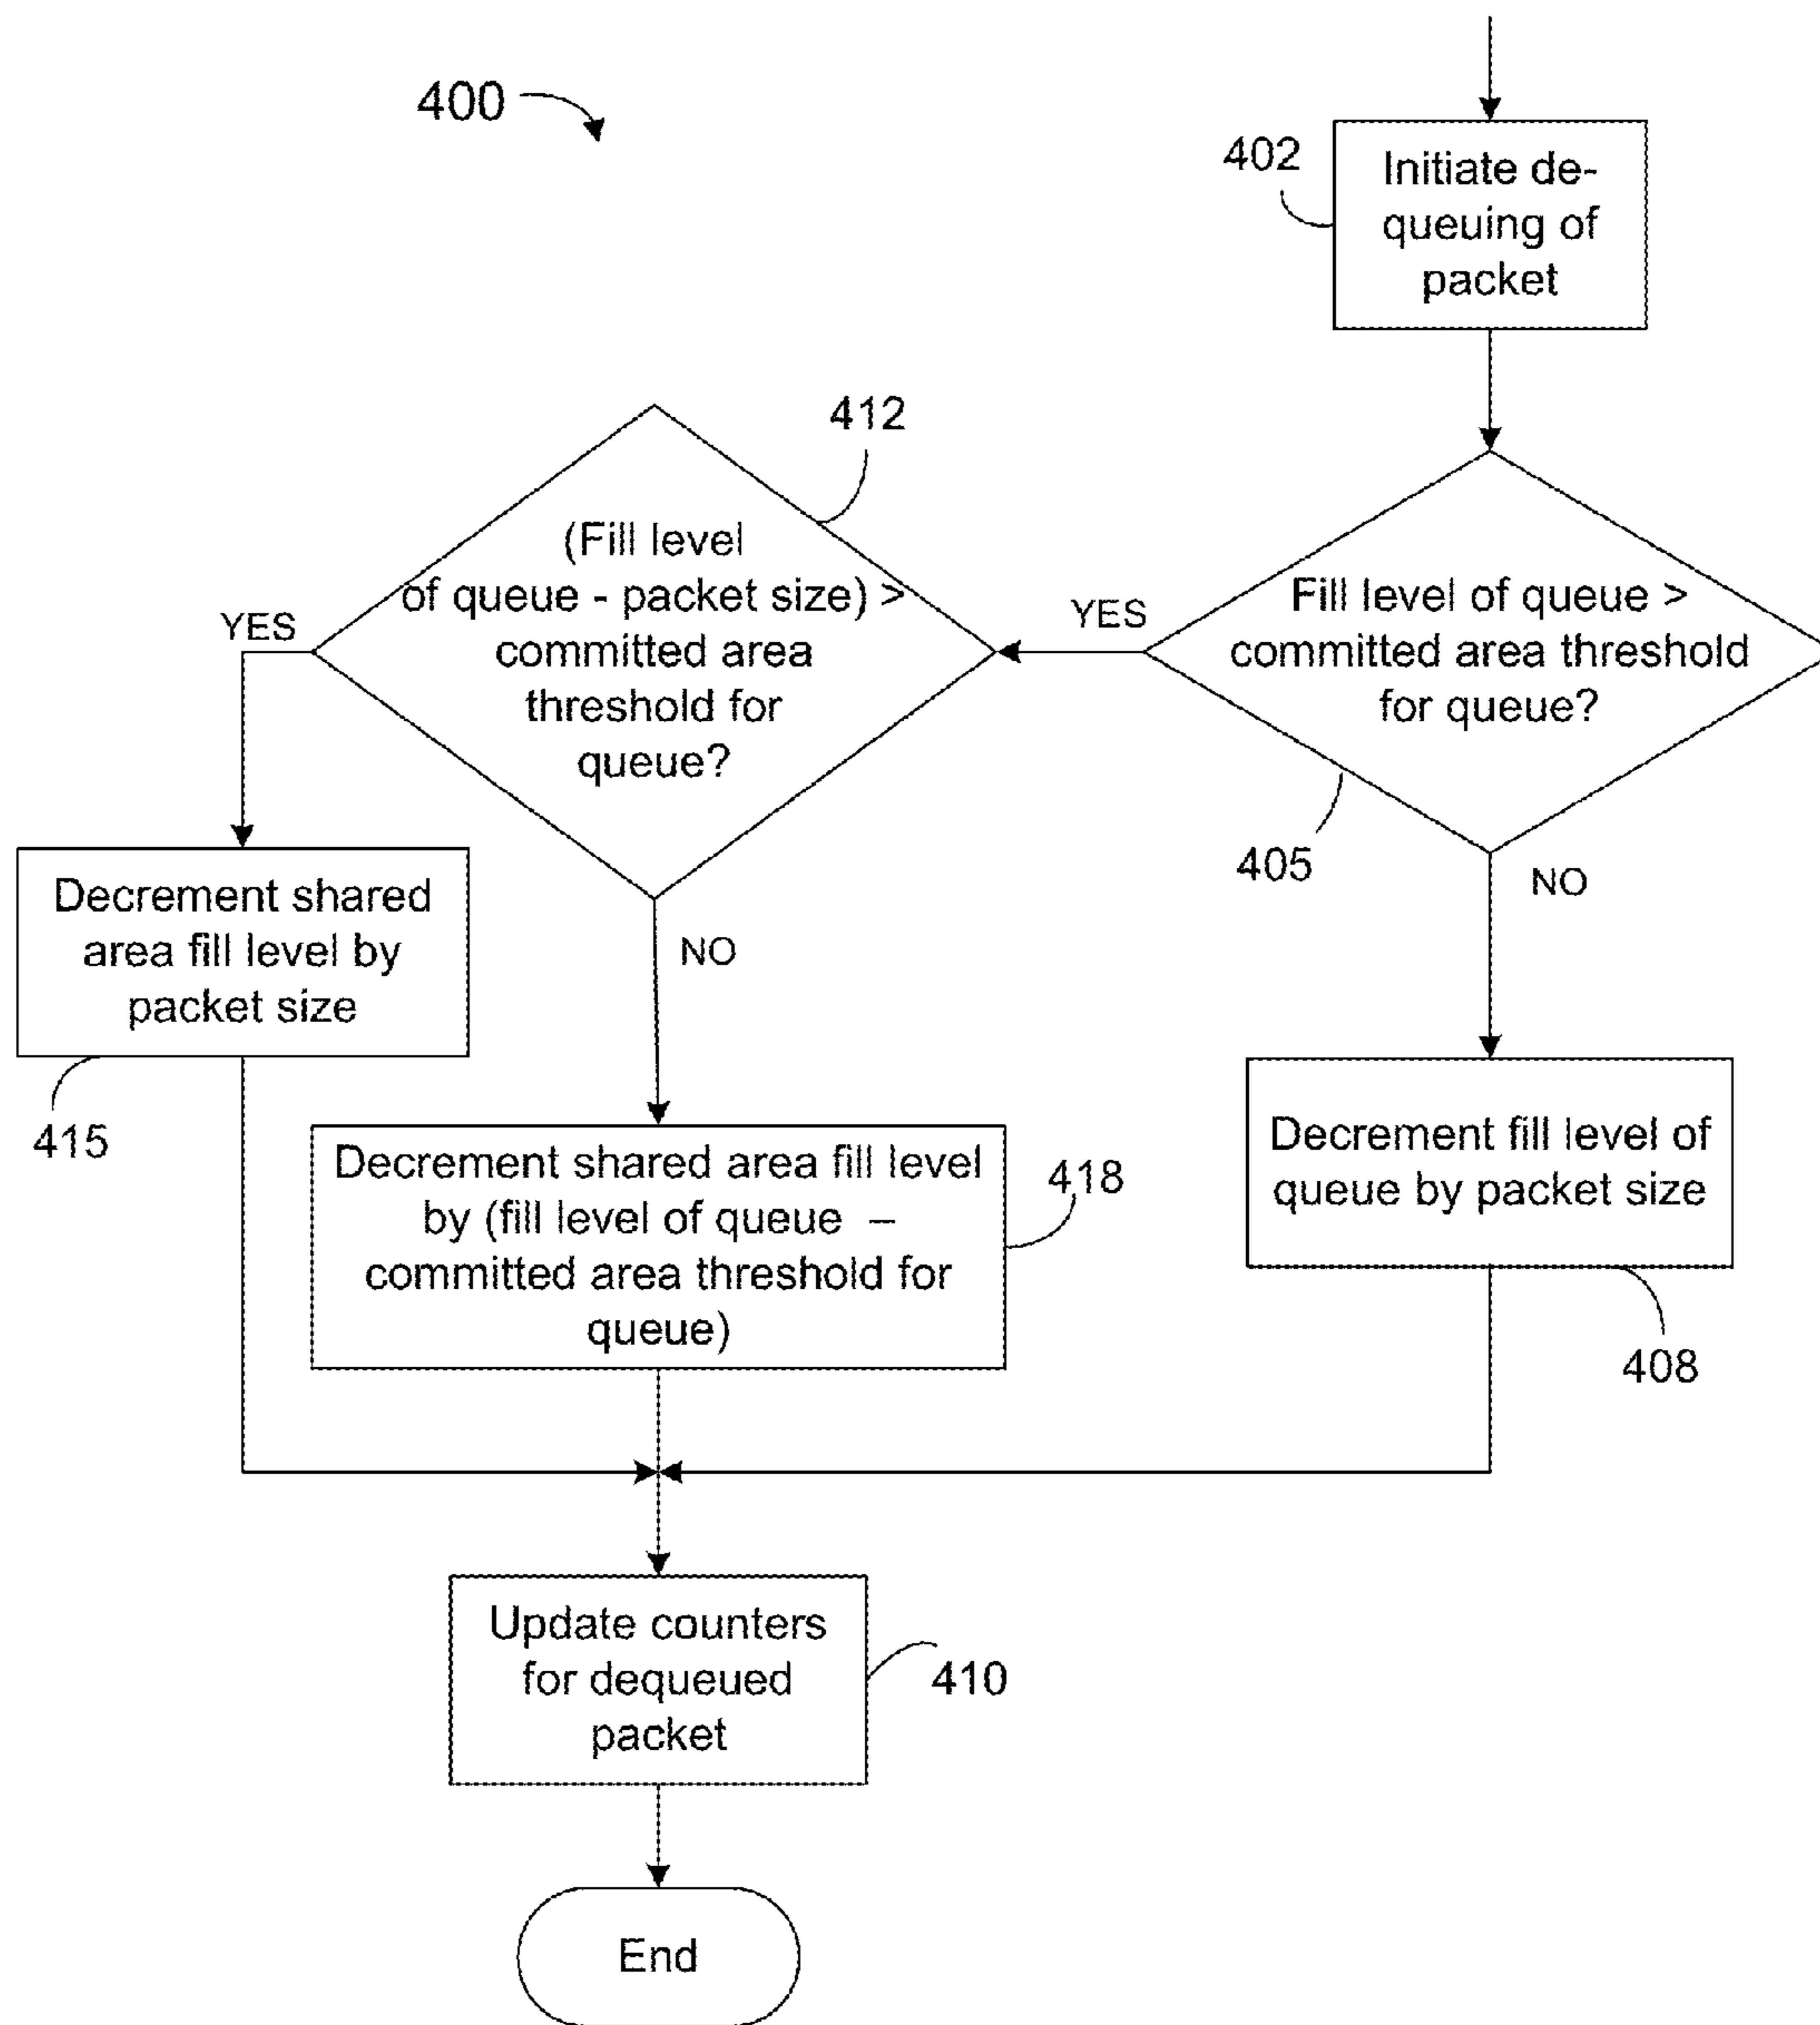 400
402
Initiate de-
queuing of
packet
412
(Fill level
of queue - packet size) >
committed area
threshold for
queue?
YES
YES
Fill level of queue >
committed area threshold
for queue?
405
NO
NO
Decrement shared
area fill level by
packet size
415
Decrement shared area fill level
by (fill level of queue –
committed area threshold for
queue)
418
Decrement fill level of
queue by packet size
408
Update counters
for dequeued
packet
410
End